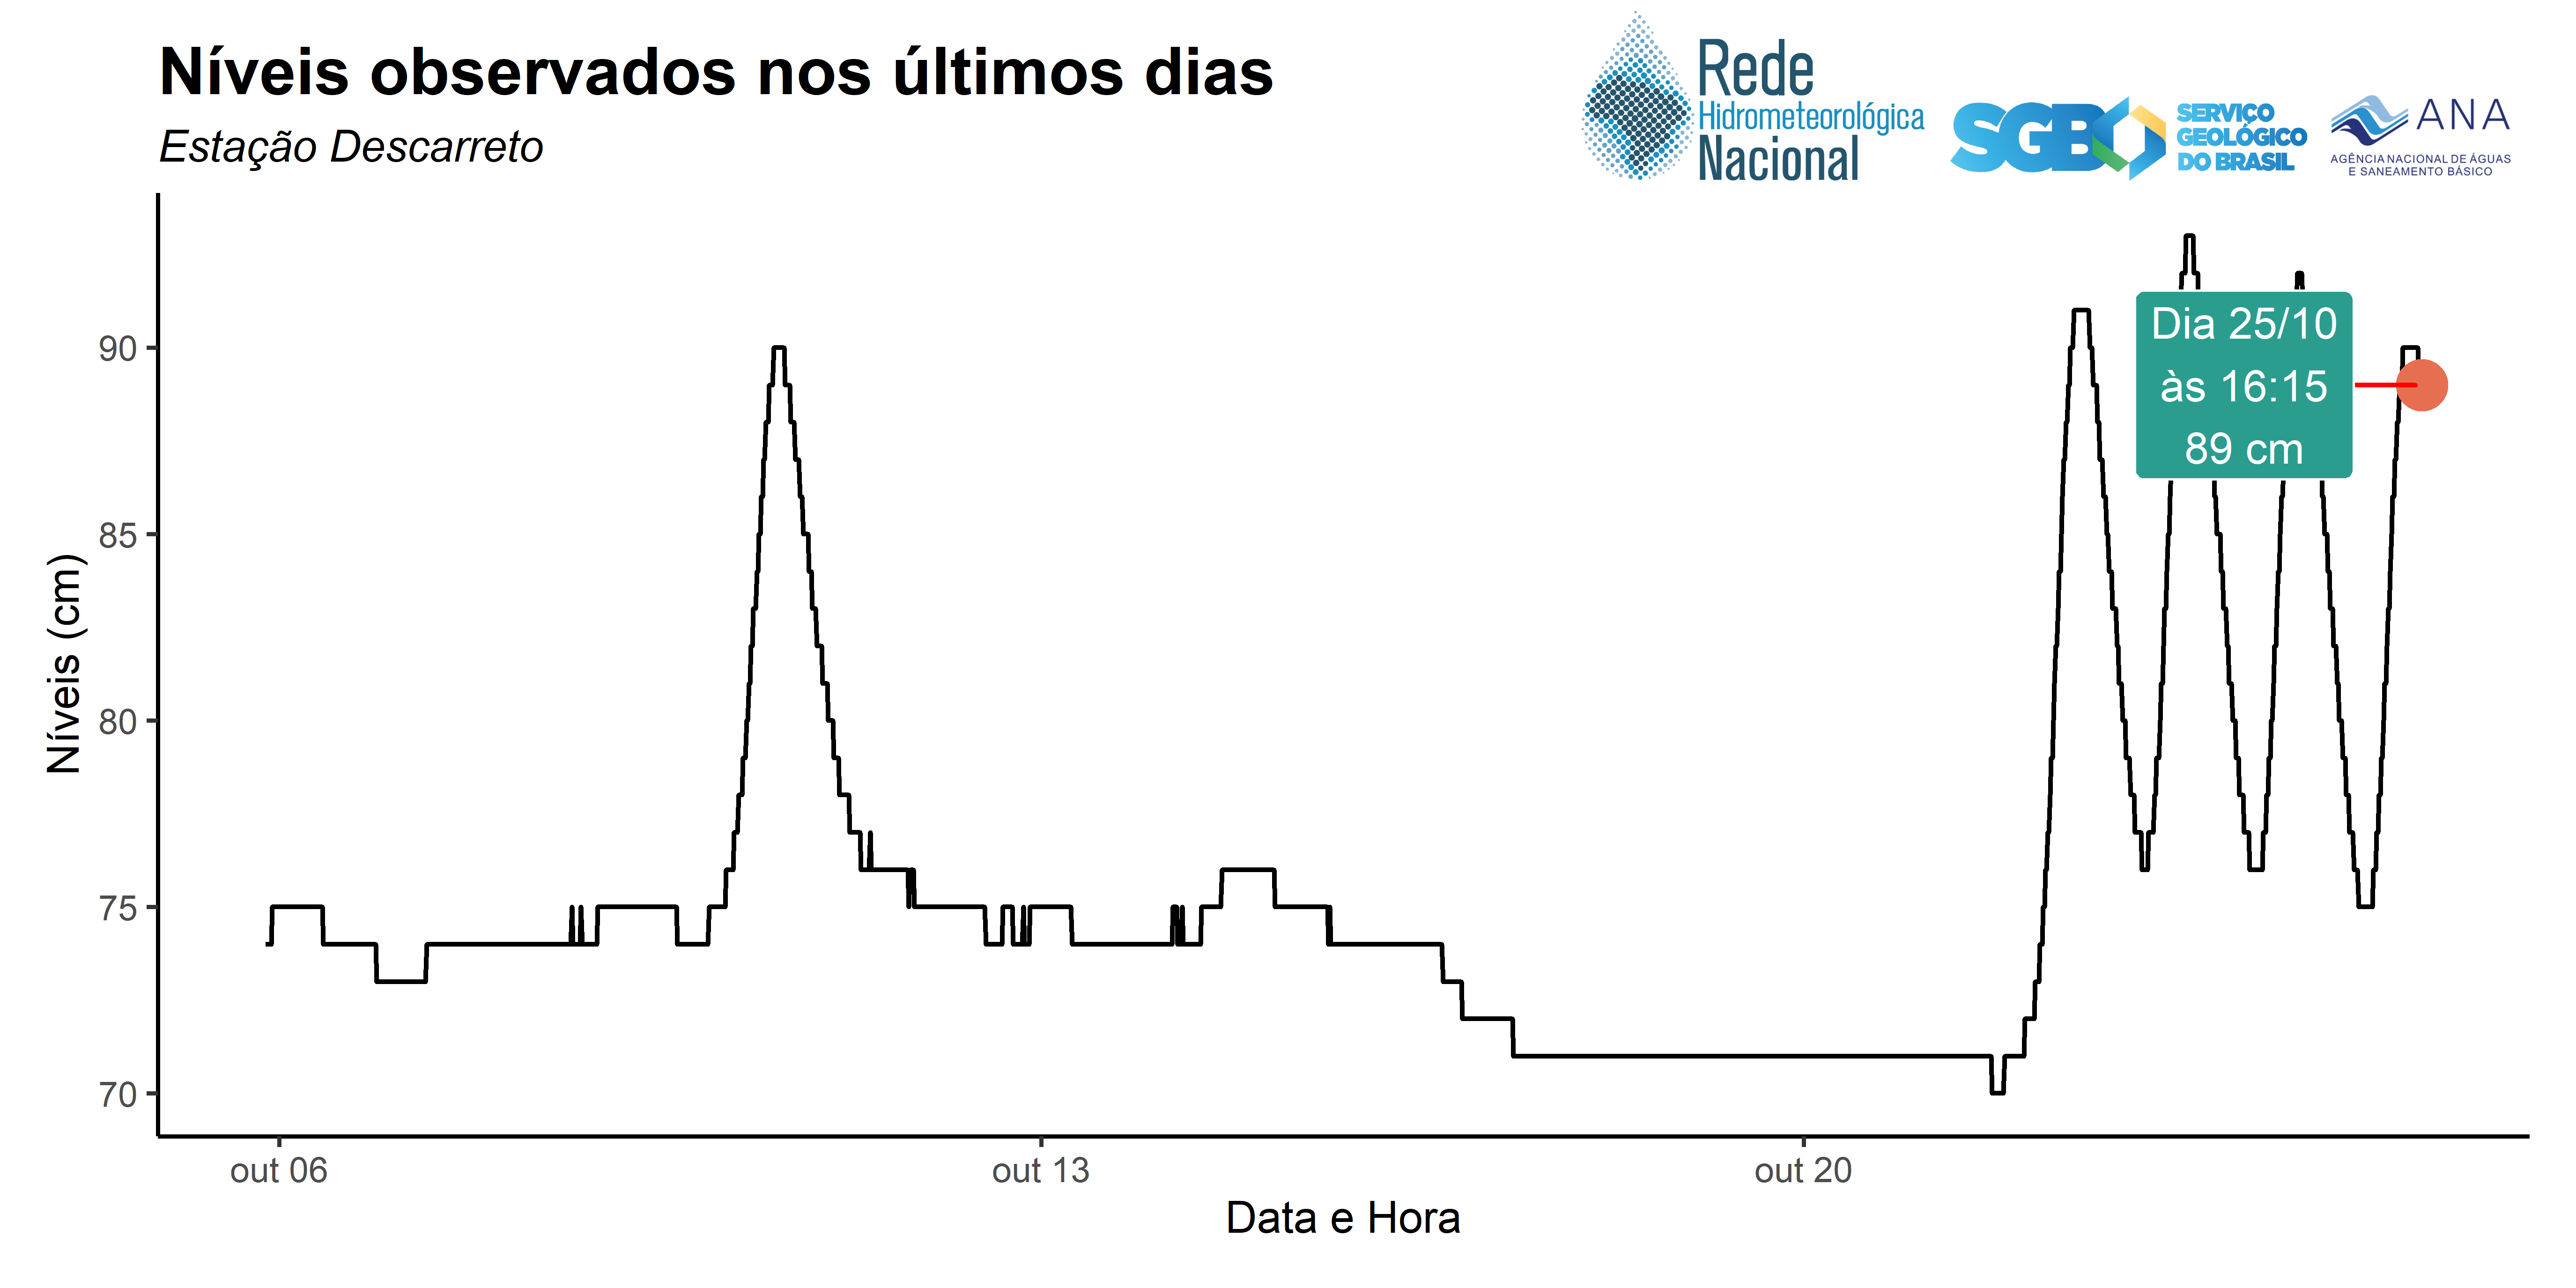 Níveis observados nos últimos dias
Estação Descarreto
Rede
Hidrometeorológica
Nacional
SGB
SERVIÇO
GEOLÓGICO
DO BRASIL
ANA
AGÊNCIA NACIONAL DE ÁGUAS
E SANEAMENTO BÁSICO
Dia 25/10
às 16:15
89 cm
90
85
80
75
70
Níveis (cm)
out 06
out 13
out 20
Data e Hora